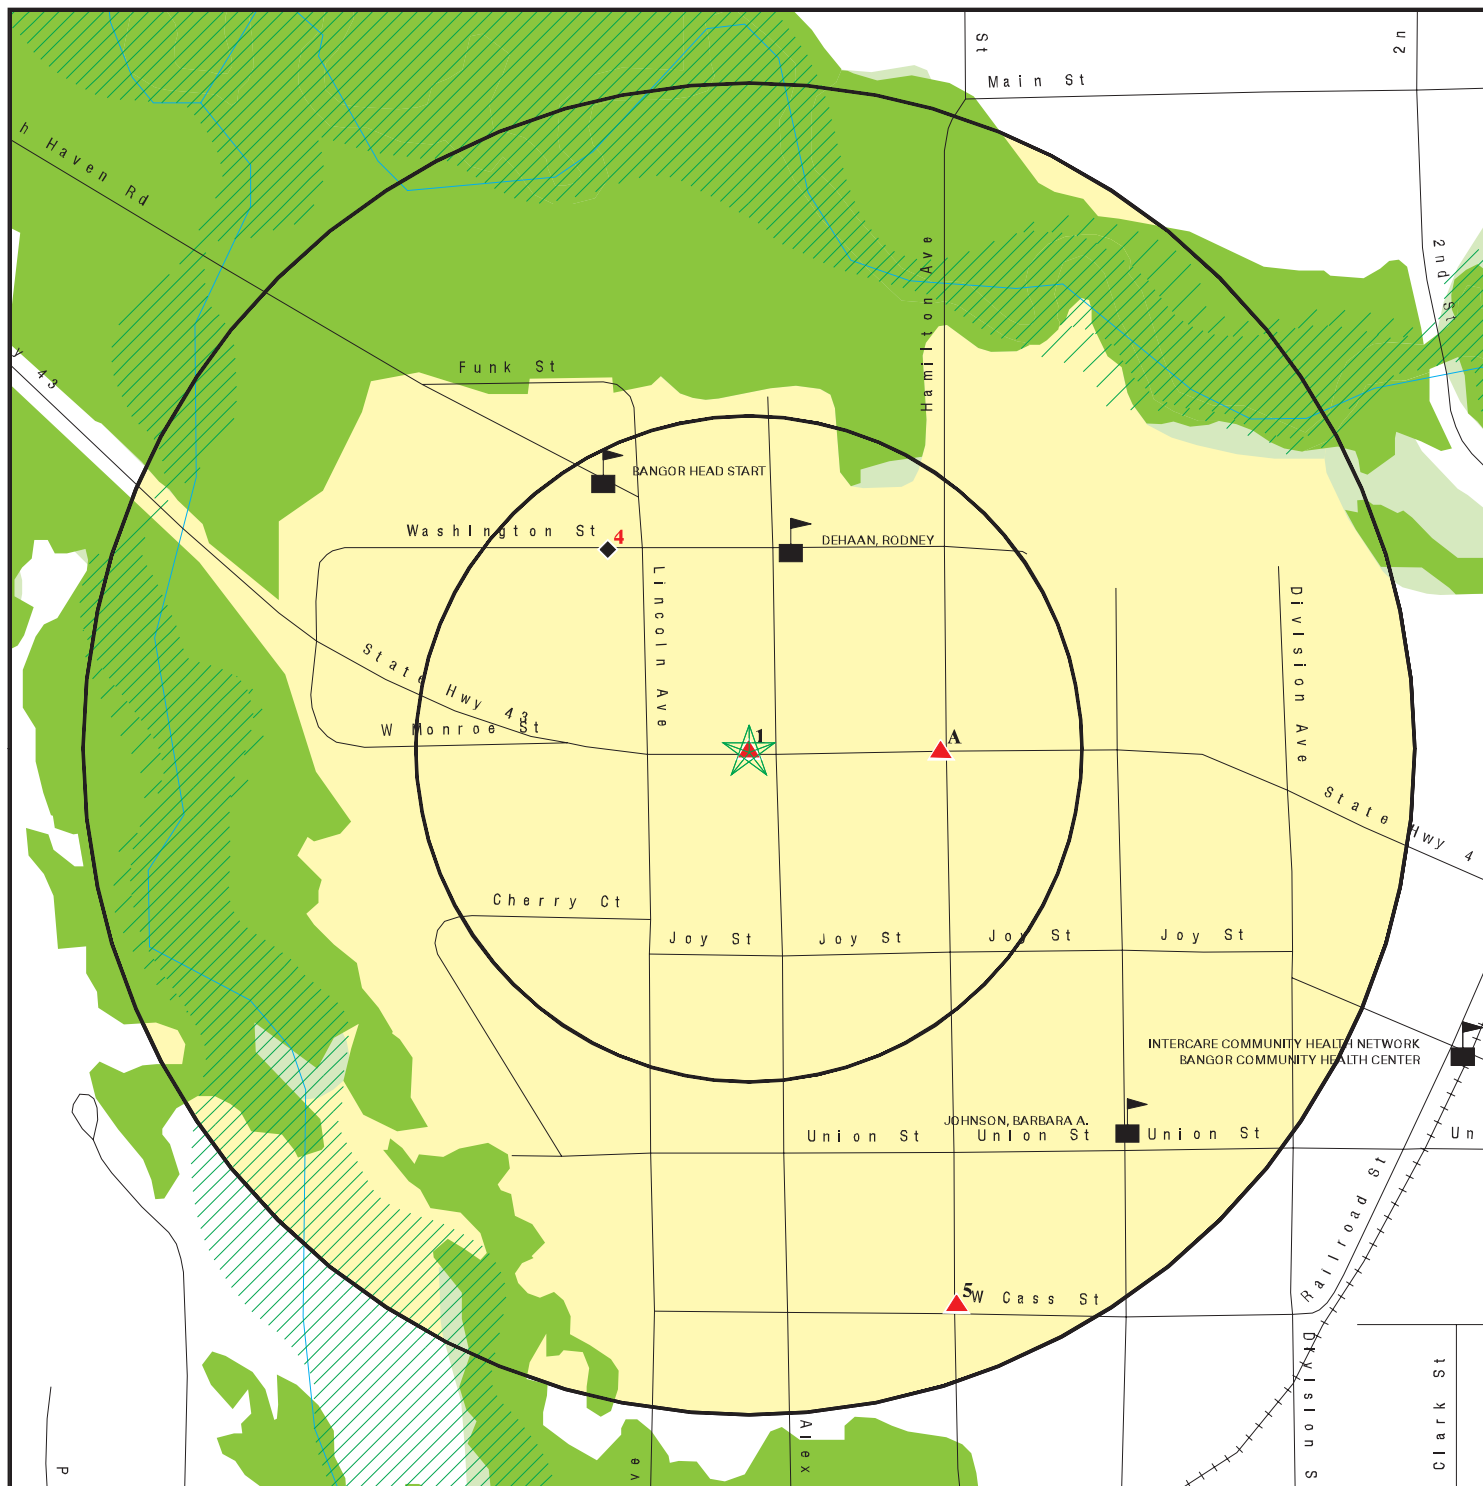 St
2n
Main St
h Haven Rd
2nd St
Hamilton Ave
y 43
Funk St
BANGOR HEAD START
Washington St
4
DEHAAN, RODNEY
Lincoln Ave
Division Ave
State Hwy 43
W Monroe St
1
A
State Hwy 4
Cherry Ct
Joy St
Joy St
Joy St
Joy St
INTERCARE COMMUNITY HEALTH NETWORK
BANGOR COMMUNITY HEALTH CENTER
JOHNSON, BARBARA A.
Union St
Union St
Union St
Un
Railroad St
5
W Cass St
Division S
Clark St
Alex
ve
P